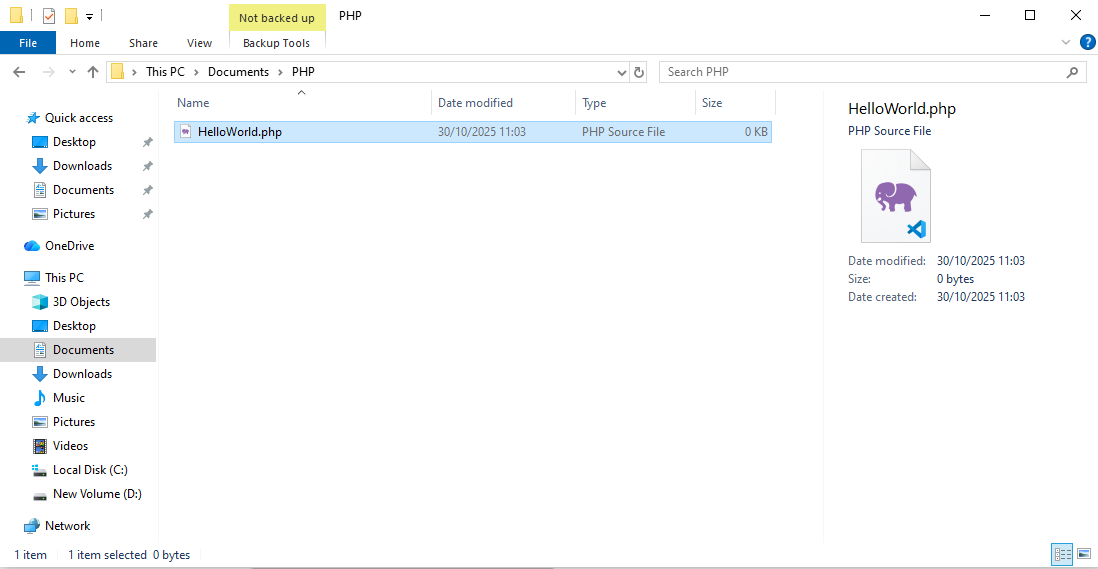 Not backed up PHP
File Home Share View Backup Tools
This PC Documents PHP Search PHP
Name Date modified Type Size
HelloWorld.php 30/10/2025 11:03 PHP Source File 0 KB
Quick access
Desktop
Downloads
Documents
Pictures
OneDrive
This PC
3D Objects
Desktop
Documents
Downloads
Music
Pictures
Videos
Local Disk (C:)
New Volume (D:)
Network
HelloWorld.php
PHP Source File
Date modified: 30/10/2025 11:03
Size: 0 bytes
Date created: 30/10/2025 11:03
1 item 1 item selected 0 bytes